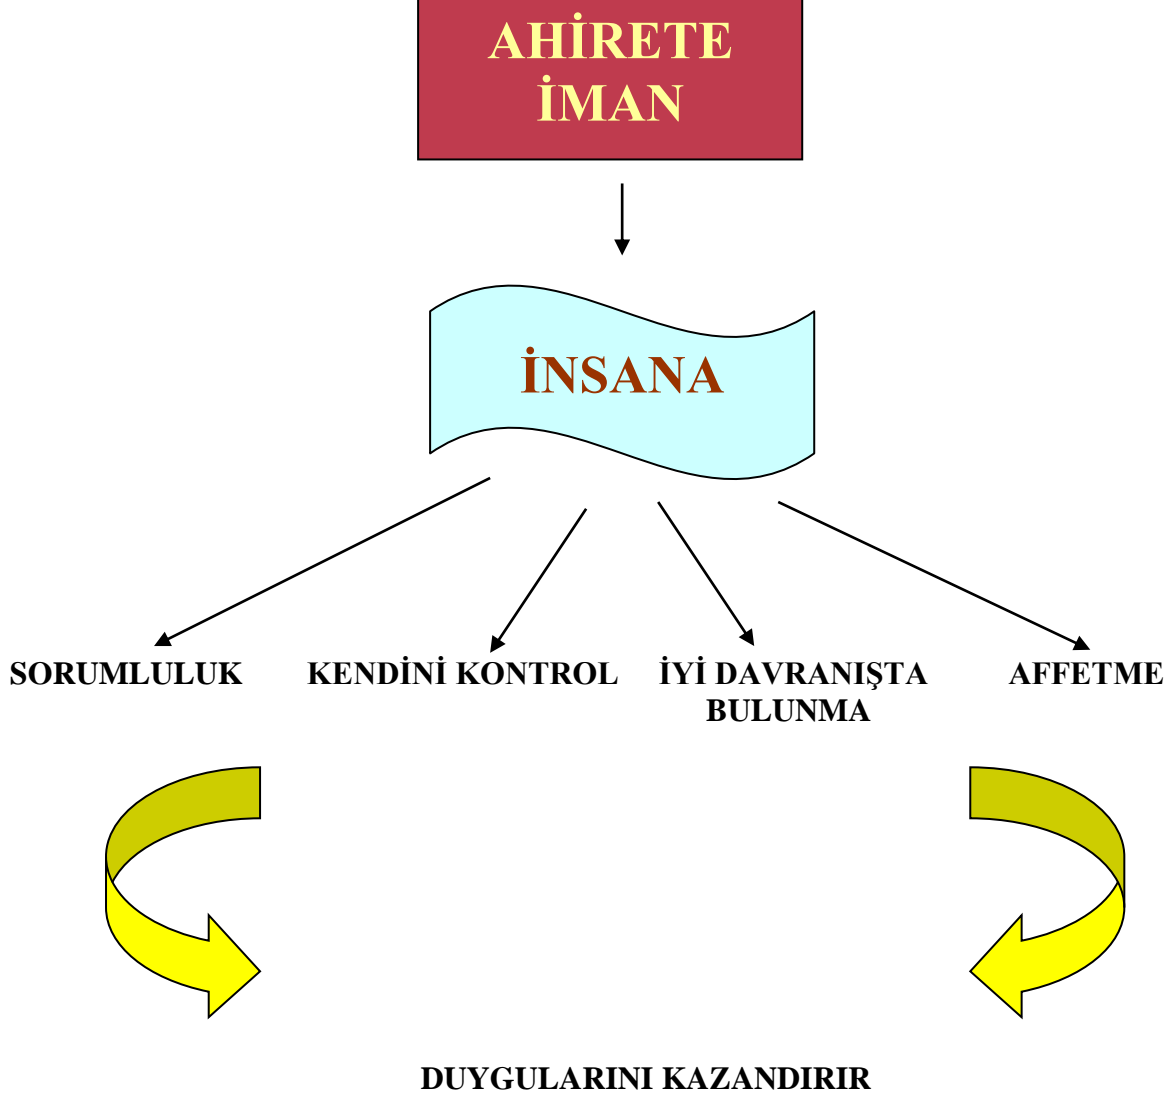 AHİRETE
İMAN
İNSANA
SORUMLULUK KENDİNİ KONTROL İYİ DAVRANIŞTA AFFETME
BULUNMA
DUYGULARINI KAZANDIRIR